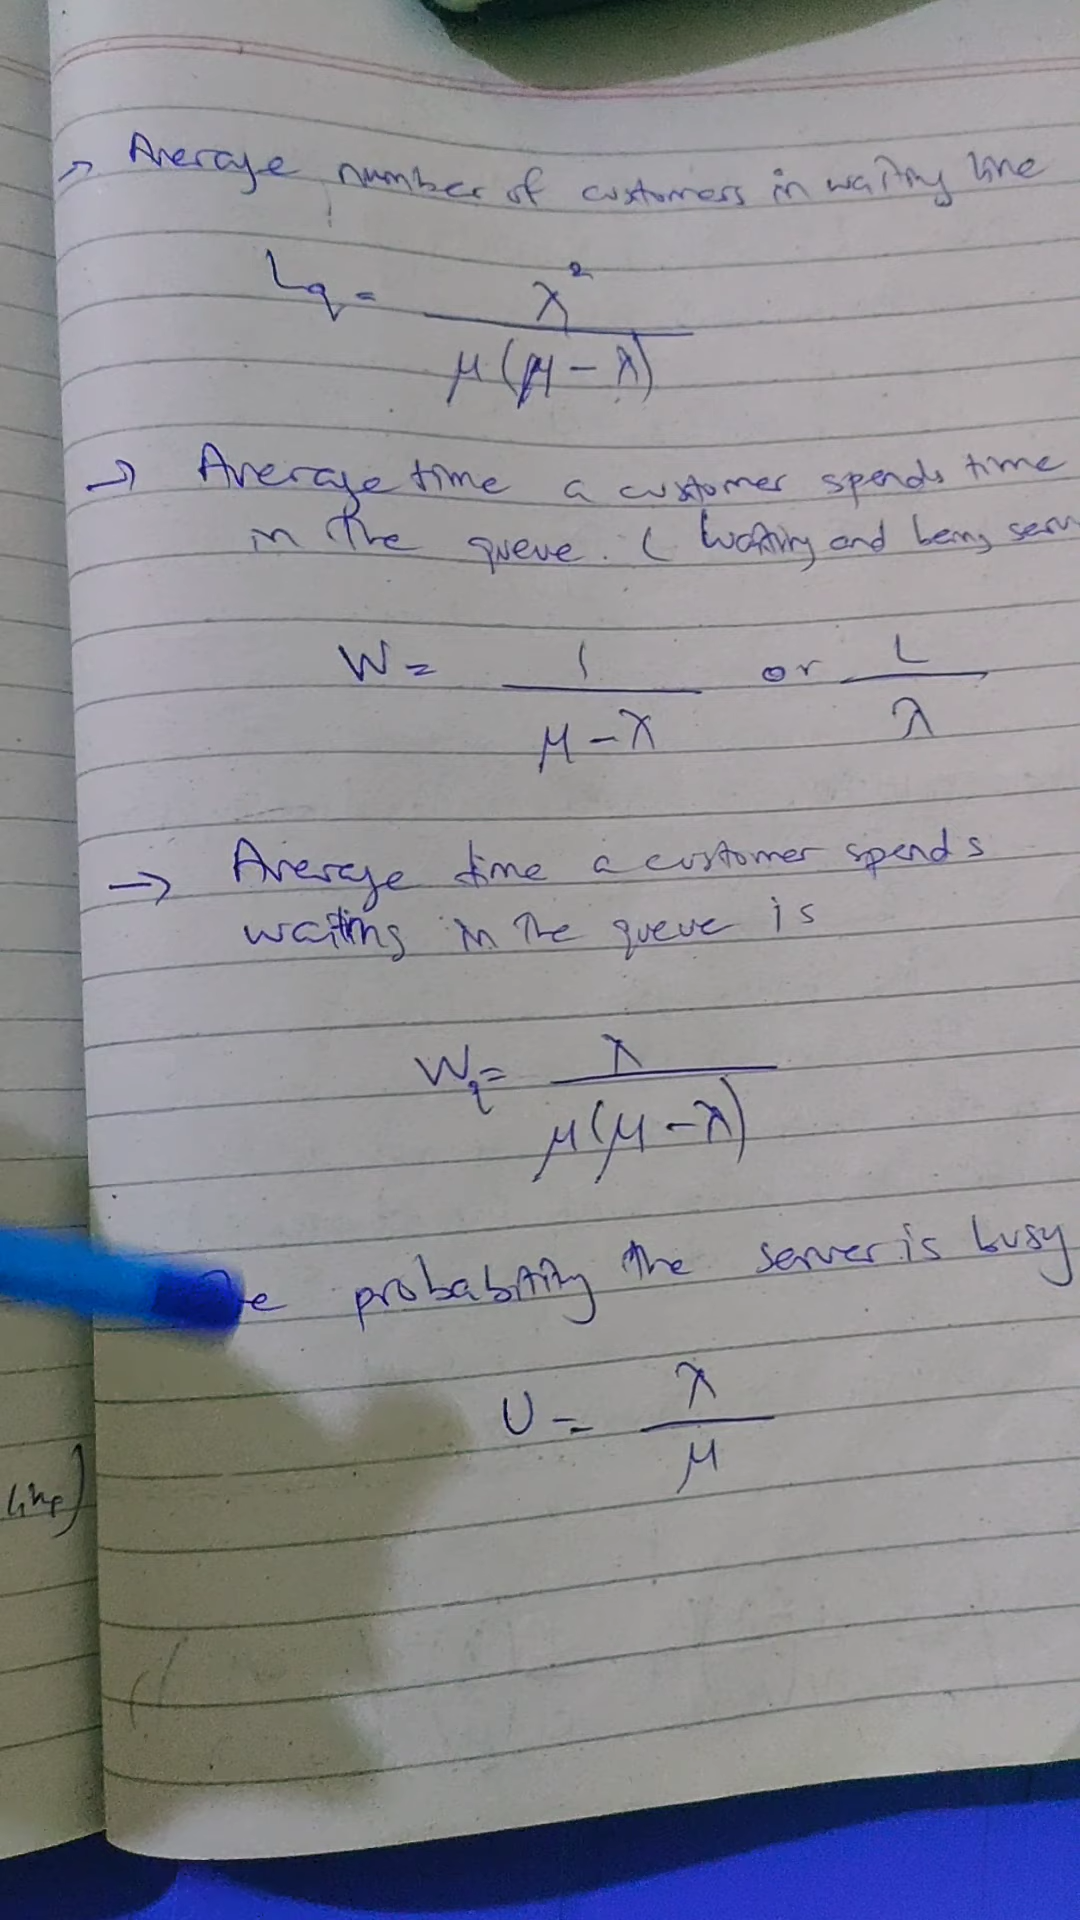 → Average number of customers in waiting line
Lq = λ²
μ(μ − λ)
→ Average time a customer spends time
in the queue. ( waiting and being serv
W = 1 or L
μ − λ λ
→ Average time a customer spends
waiting in the queue is
Wq = λ
μ(μ − λ)
probability the server is busy
U = λ
μ
line)